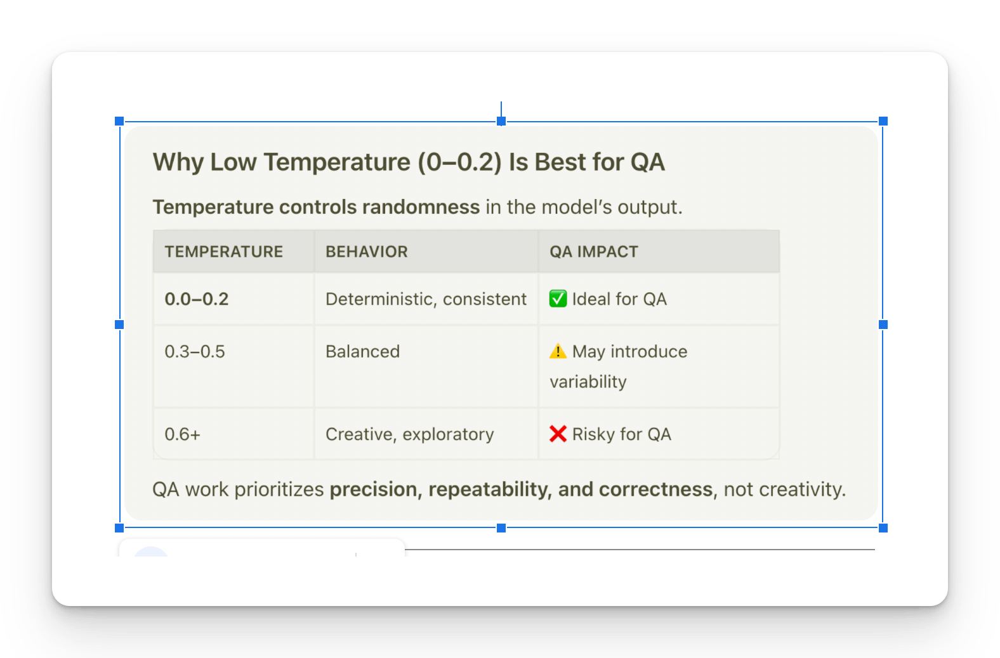 Why Low Temperature (0–0.2) Is Best for QA
Temperature controls randomness in the model’s output.
TEMPERATURE BEHAVIOR QA IMPACT
0.0–0.2 Deterministic, consistent ✅ Ideal for QA
0.3–0.5 Balanced ⚠️ May introduce
variability
0.6+ Creative, exploratory ❌ Risky for QA
QA work prioritizes precision, repeatability, and correctness, not creativity.